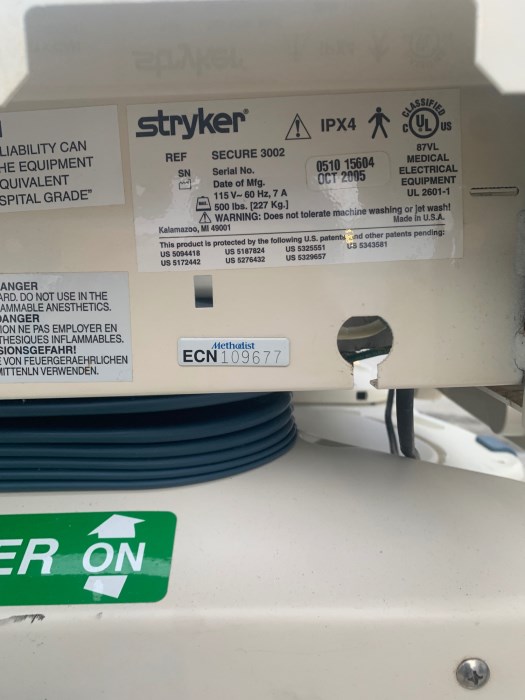 LIABILITY CAN
HE EQUIPMENT
QUIVALENT
SPITAL GRADE"
stryker®
IPX4
CLASSIFIED
C UL US
87VL
MEDICAL
ELECTRICAL
EQUIPMENT
UL 2601-1
REF SECURE 3002
SN Serial No. 0510 15604
Date of Mfg. OCT 2005
115 V~ 60 Hz, 7 A
500 lbs. [227 Kg.]
WARNING: Does not tolerate machine washing or jet wash!
Kalamazoo, MI 49001 Made in U.S.A.
This product is protected by the following U.S. patents and other patents pending:
US 5094418 US 5187824 US 5325551 US 5343581
US 5172442 US 5276432 US 5329657
ANGER
ARD. DO NOT USE IN THE
AMMABLE ANESTHETICS.
DANGER
ION NE PAS EMPLOYER EN
THESIQUES INFLAMMABLES.
SIONSGEFAHR!
E VON FEUERGERAEHRLICHEN
MITTENLN VERWENDEN.
Methodist
ECN 109677
ER ON